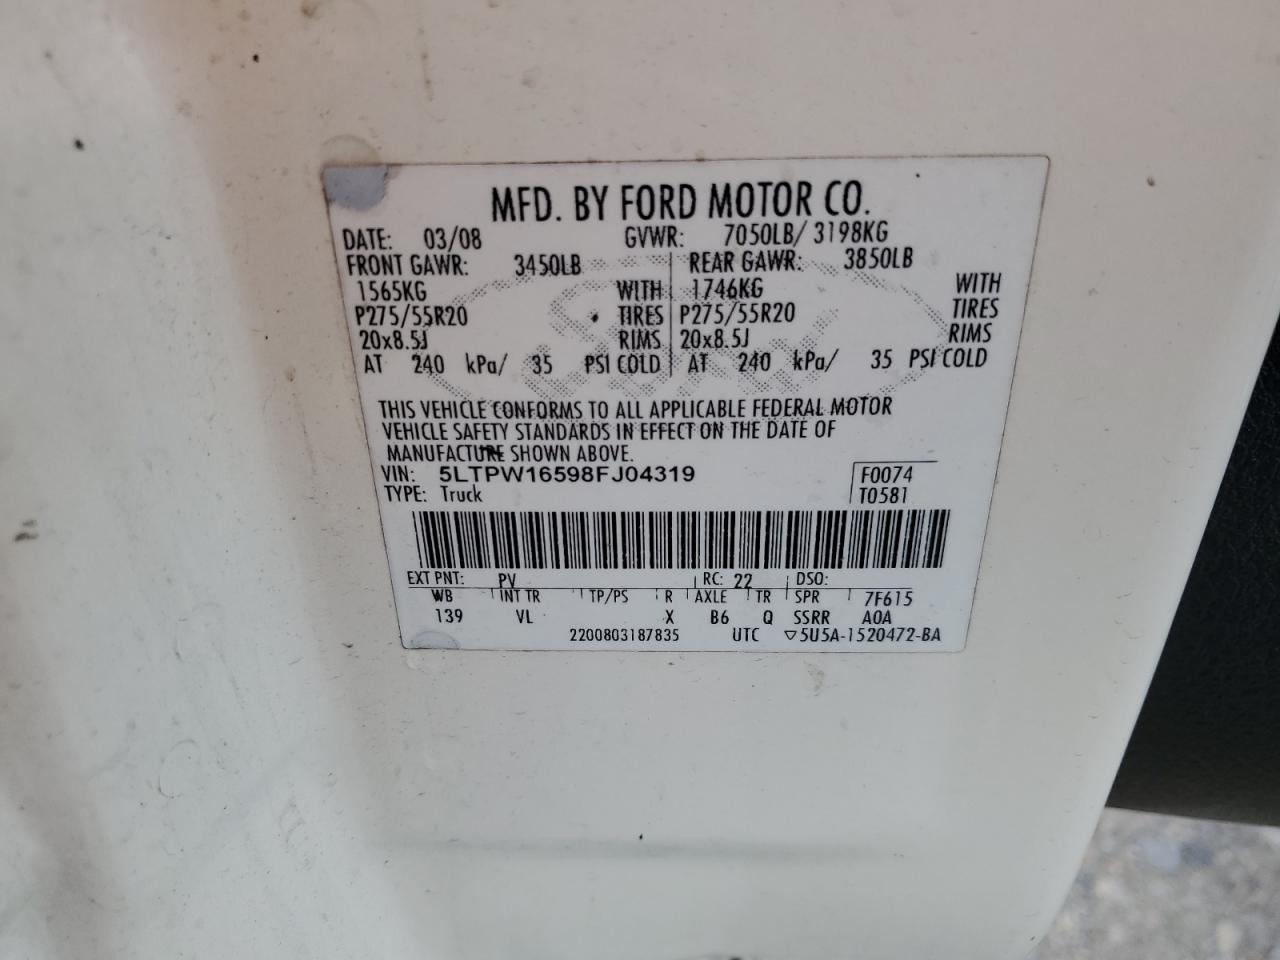 MFD. BY FORD MOTOR CO.
DATE: 03/08 GVWR: 7050LB/ 3198KG
FRONT GAWR: 3450LB REAR GAWR: 3850LB
1565KG WITH 1746KG WITH
P275/55R20 TIRES P275/55R20 TIRES
20x8.5J RIMS 20x8.5J RIMS
AT 240 kPa/ 35 PSI COLD AT 240 kPa/ 35 PSI COLD
THIS VEHICLE CONFORMS TO ALL APPLICABLE FEDERAL MOTOR
VEHICLE SAFETY STANDARDS IN EFFECT ON THE DATE OF
MANUFACTURE SHOWN ABOVE.
VIN: 5LTPW16598FJ04319 F0074
TYPE: Truck T0581
EXT PNT: PV RC: 22 DSO:
WB INT TR TP/PS R AXLE TR SPR 7F615
139 VL X B6 Q SSRR A0A
2200803187835 UTC ▽5U5A-1520472-BA